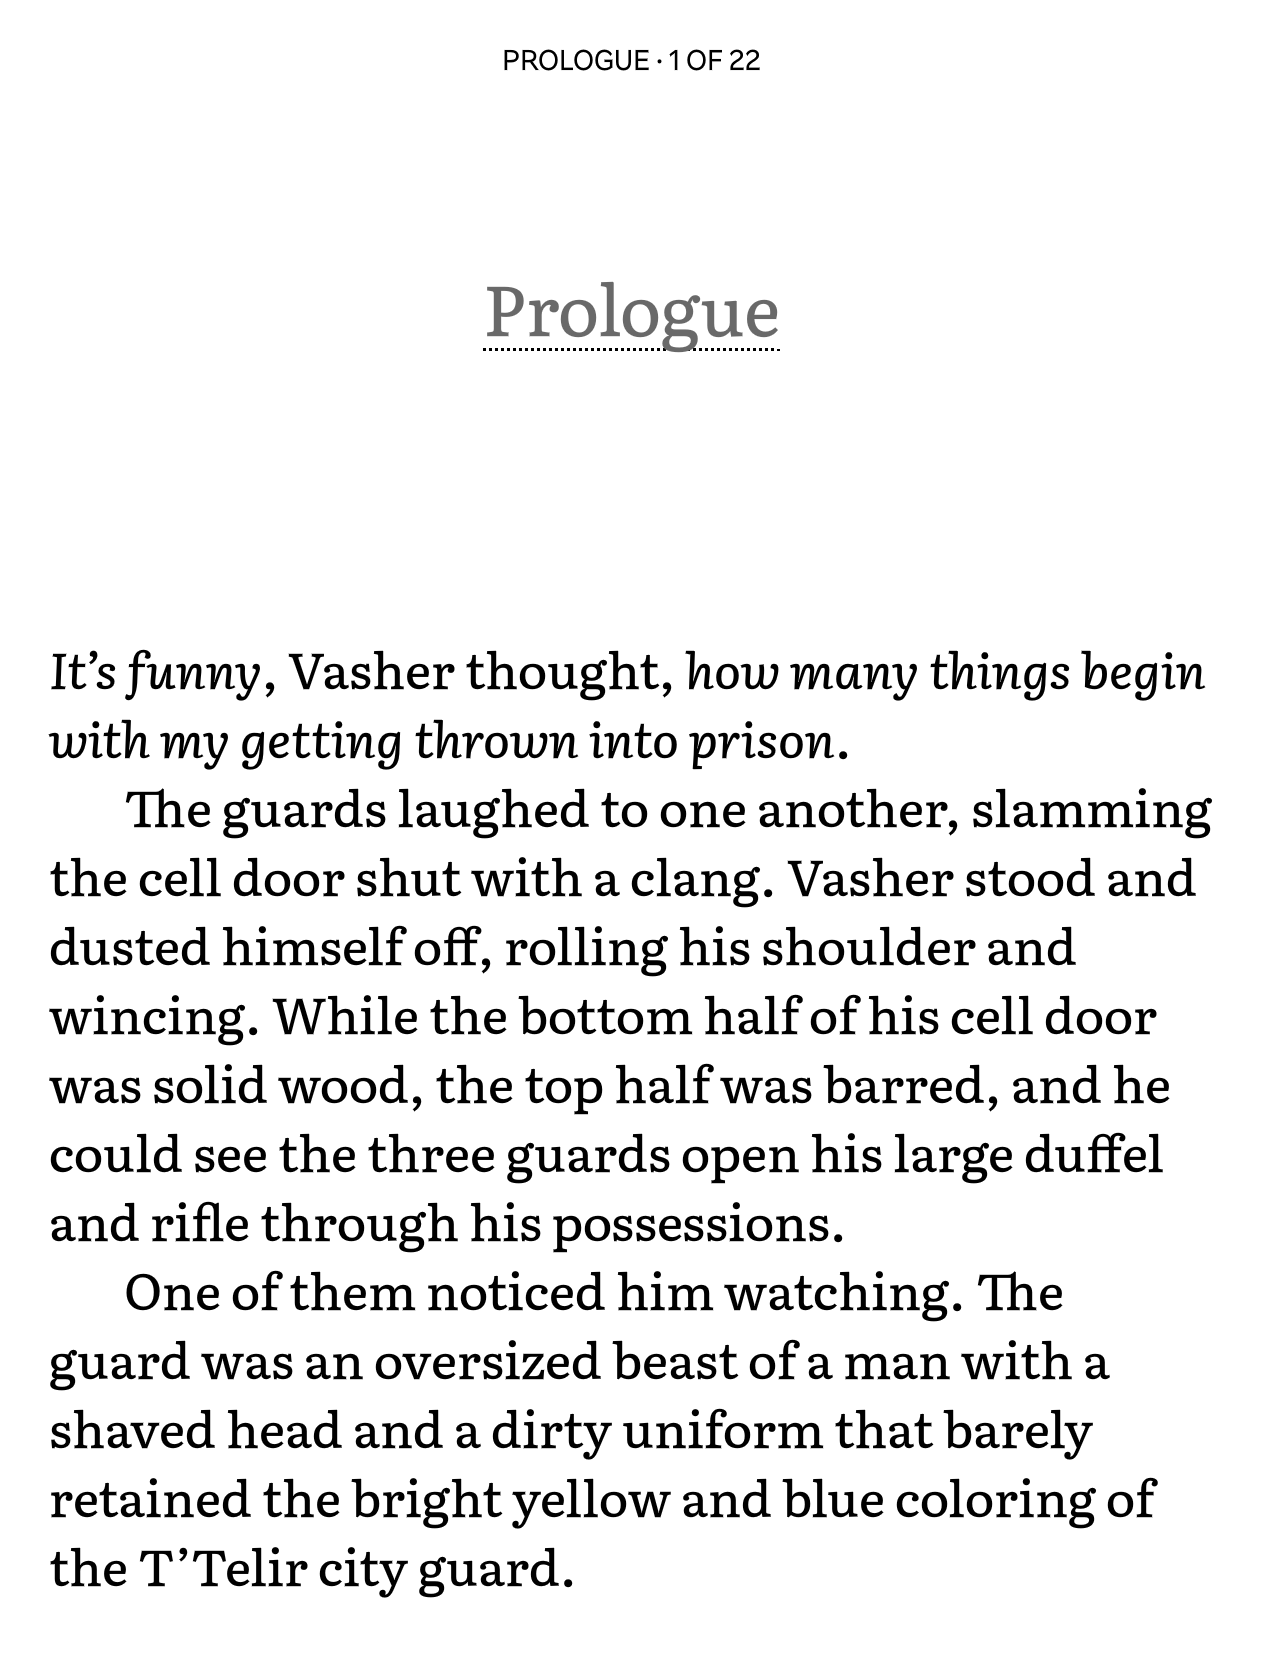 PROLOGUE · 1 OF 22
Prologue
It’s funny, Vasher thought, how many things begin
with my getting thrown into prison.
The guards laughed to one another, slamming
the cell door shut with a clang. Vasher stood and
dusted himself off, rolling his shoulder and
wincing. While the bottom half of his cell door
was solid wood, the top half was barred, and he
could see the three guards open his large duffel
and rifle through his possessions.
One of them noticed him watching. The
guard was an oversized beast of a man with a
shaved head and a dirty uniform that barely
retained the bright yellow and blue coloring of
the T’Telir city guard.